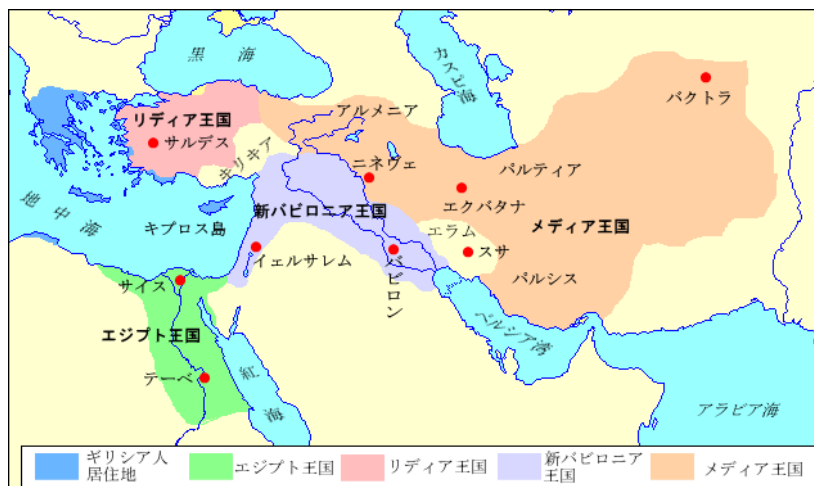 黒 海
カスピ海
バクトラ
アルメニア
リディア王国
サルデス
キリキア
ニネヴェ
パルティア
エクバタナ
地中海
キプロス島
新バビロニア王国
エラム
メディア王国
イェルサレム
バビロン
スサ
サイス
パルシス
ペルシア湾
エジプト王国
テーベ
紅海
アラビア海
ギリシア人
居住地
エジプト王国
リディア王国
新バビロニア
王国
メディア王国